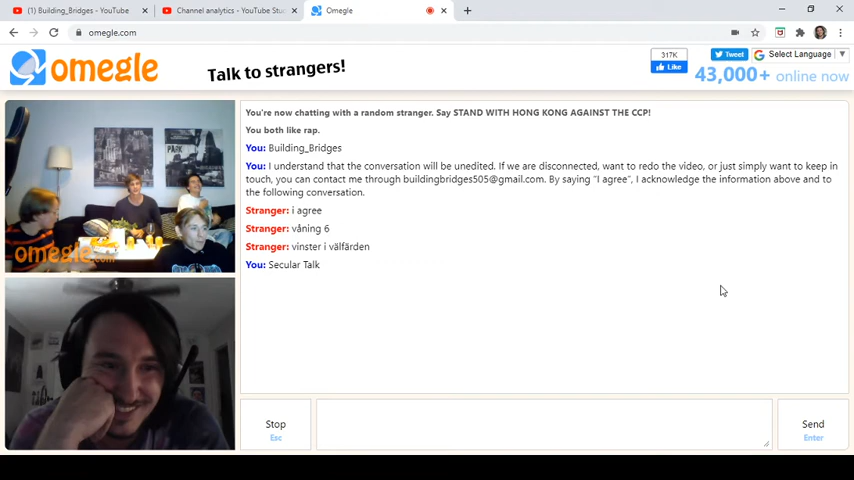 (1) Building_Bridges - YouTube
Channel analytics - YouTube Stu
Omegle
omegle.com
omegle
Talk to strangers!
317K
Like
Tweet
Select Language
43,000+ online now
You're now chatting with a random stranger. Say STAND WITH HONG KONG AGAINST THE CCP!
You both like rap.
You: Building_Bridges
You: I understand that the conversation will be unedited. If we are disconnected, want to redo the video, or just simply want to keep in
touch, you can contact me through buildingbridges505@gmail.com. By saying "I agree", I acknowledge the information above and to
the following conversation.
Stranger: i agree
Stranger: våning 6
Stranger: vinster i välfärden
You: Secular Talk
PARK
omegle.com
Stop
Esc
Send
Enter